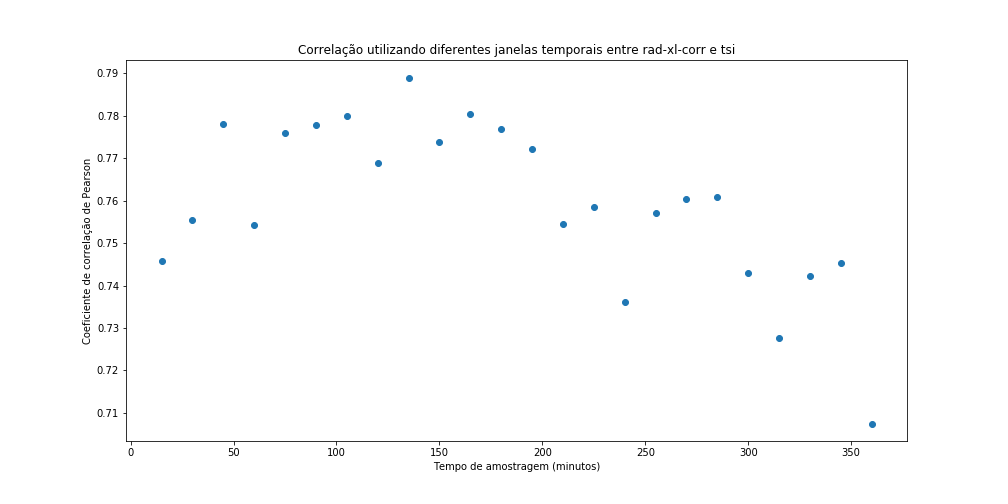 Correlação utilizando diferentes janelas temporais entre rad-xl-corr e tsi
0.79
0.78
0.77
0.76
0.75
0.74
0.73
0.72
0.71
Coeficiente de correlação de Pearson
0 50 100 150 200 250 300 350
Tempo de amostragem (minutos)